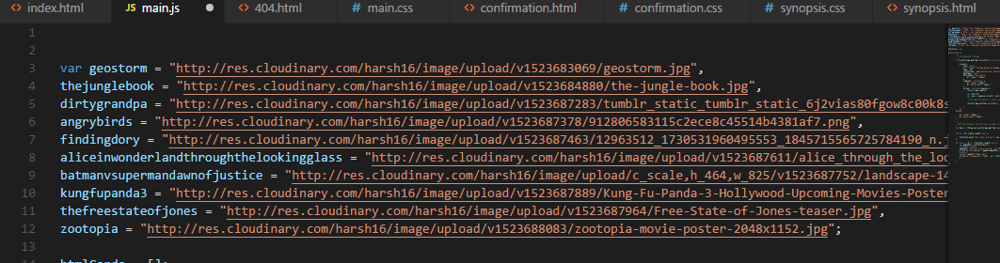 index.html JS main.js 404.html # main.css confirmation.html # confirmation.css # synopsis.css synopsis.html
1
2
3 var geostorm = "http://res.cloudinary.com/harsh16/image/upload/v1523683069/geostorm.jpg",
4 thejunglebook = "http://res.cloudinary.com/harsh16/image/upload/v1523684880/the-jungle-book.jpg",
5 dirtygrandpa = "http://res.cloudinary.com/harsh16/image/upload/v1523687283/tumblr_static_tumblr_static_6j2vias80fgow8c00k8s
6 angrybirds = "http://res.cloudinary.com/harsh16/image/upload/v1523687378/912806583115c2ece8c45514b4381af7.png",
7 findingdory = "http://res.cloudinary.com/harsh16/image/upload/v1523687463/12963512_1730531960495553_1845715565725784190_n.j
8 aliceinwonderlandthroughthelookingglass = "http://res.cloudinary.com/harsh16/image/upload/v1523687611/alice_through_the_loo
9 batmanvsupermandawnofjustice = "http://res.cloudinary.com/harsh16/image/upload/c_scale,h_464,w_825/v1523687752/landscape-14
10 kungfupanda3 = "http://res.cloudinary.com/harsh16/image/upload/v1523687889/Kung-Fu-Panda-3-Hollywood-Upcoming-Movies-Poster
11 thefreestateofjones = "http://res.cloudinary.com/harsh16/image/upload/v1523687964/Free-State-of-Jones-teaser.jpg",
12 zootopia = "http://res.cloudinary.com/harsh16/image/upload/v1523688083/zootopia-movie-poster-2048x1152.jpg";
13